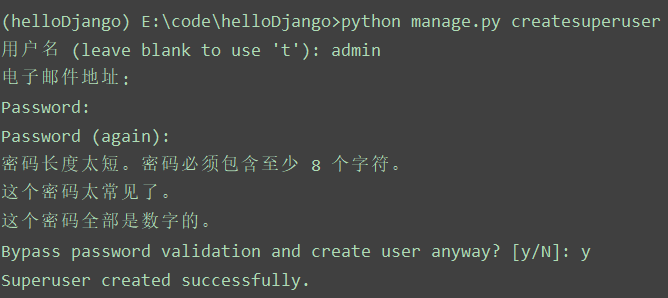 (helloDjango) E:\code\helloDjango>python manage.py createsuperuser
用户名 (leave blank to use 't'): admin
电子邮件地址:
Password:
Password (again):
密码长度太短。密码必须包含至少 8 个字符。
这个密码太常见了。
这个密码全部是数字的。
Bypass password validation and create user anyway? [y/N]: y
Superuser created successfully.